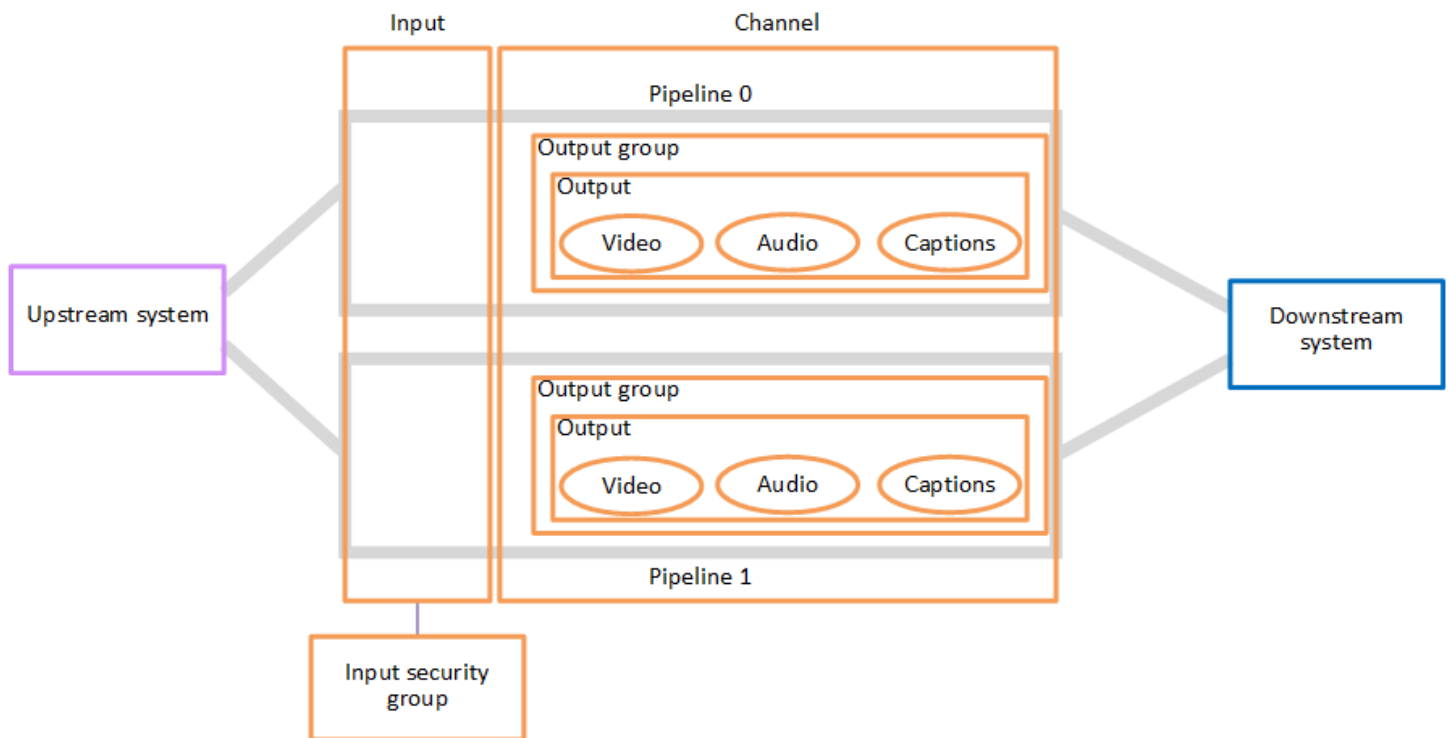 Input
Channel
Pipeline 0
Output group
Output
Video
Audio
Captions
Upstream system
Downstream
system
Output group
Output
Video
Audio
Captions
Pipeline 1
Input security
group